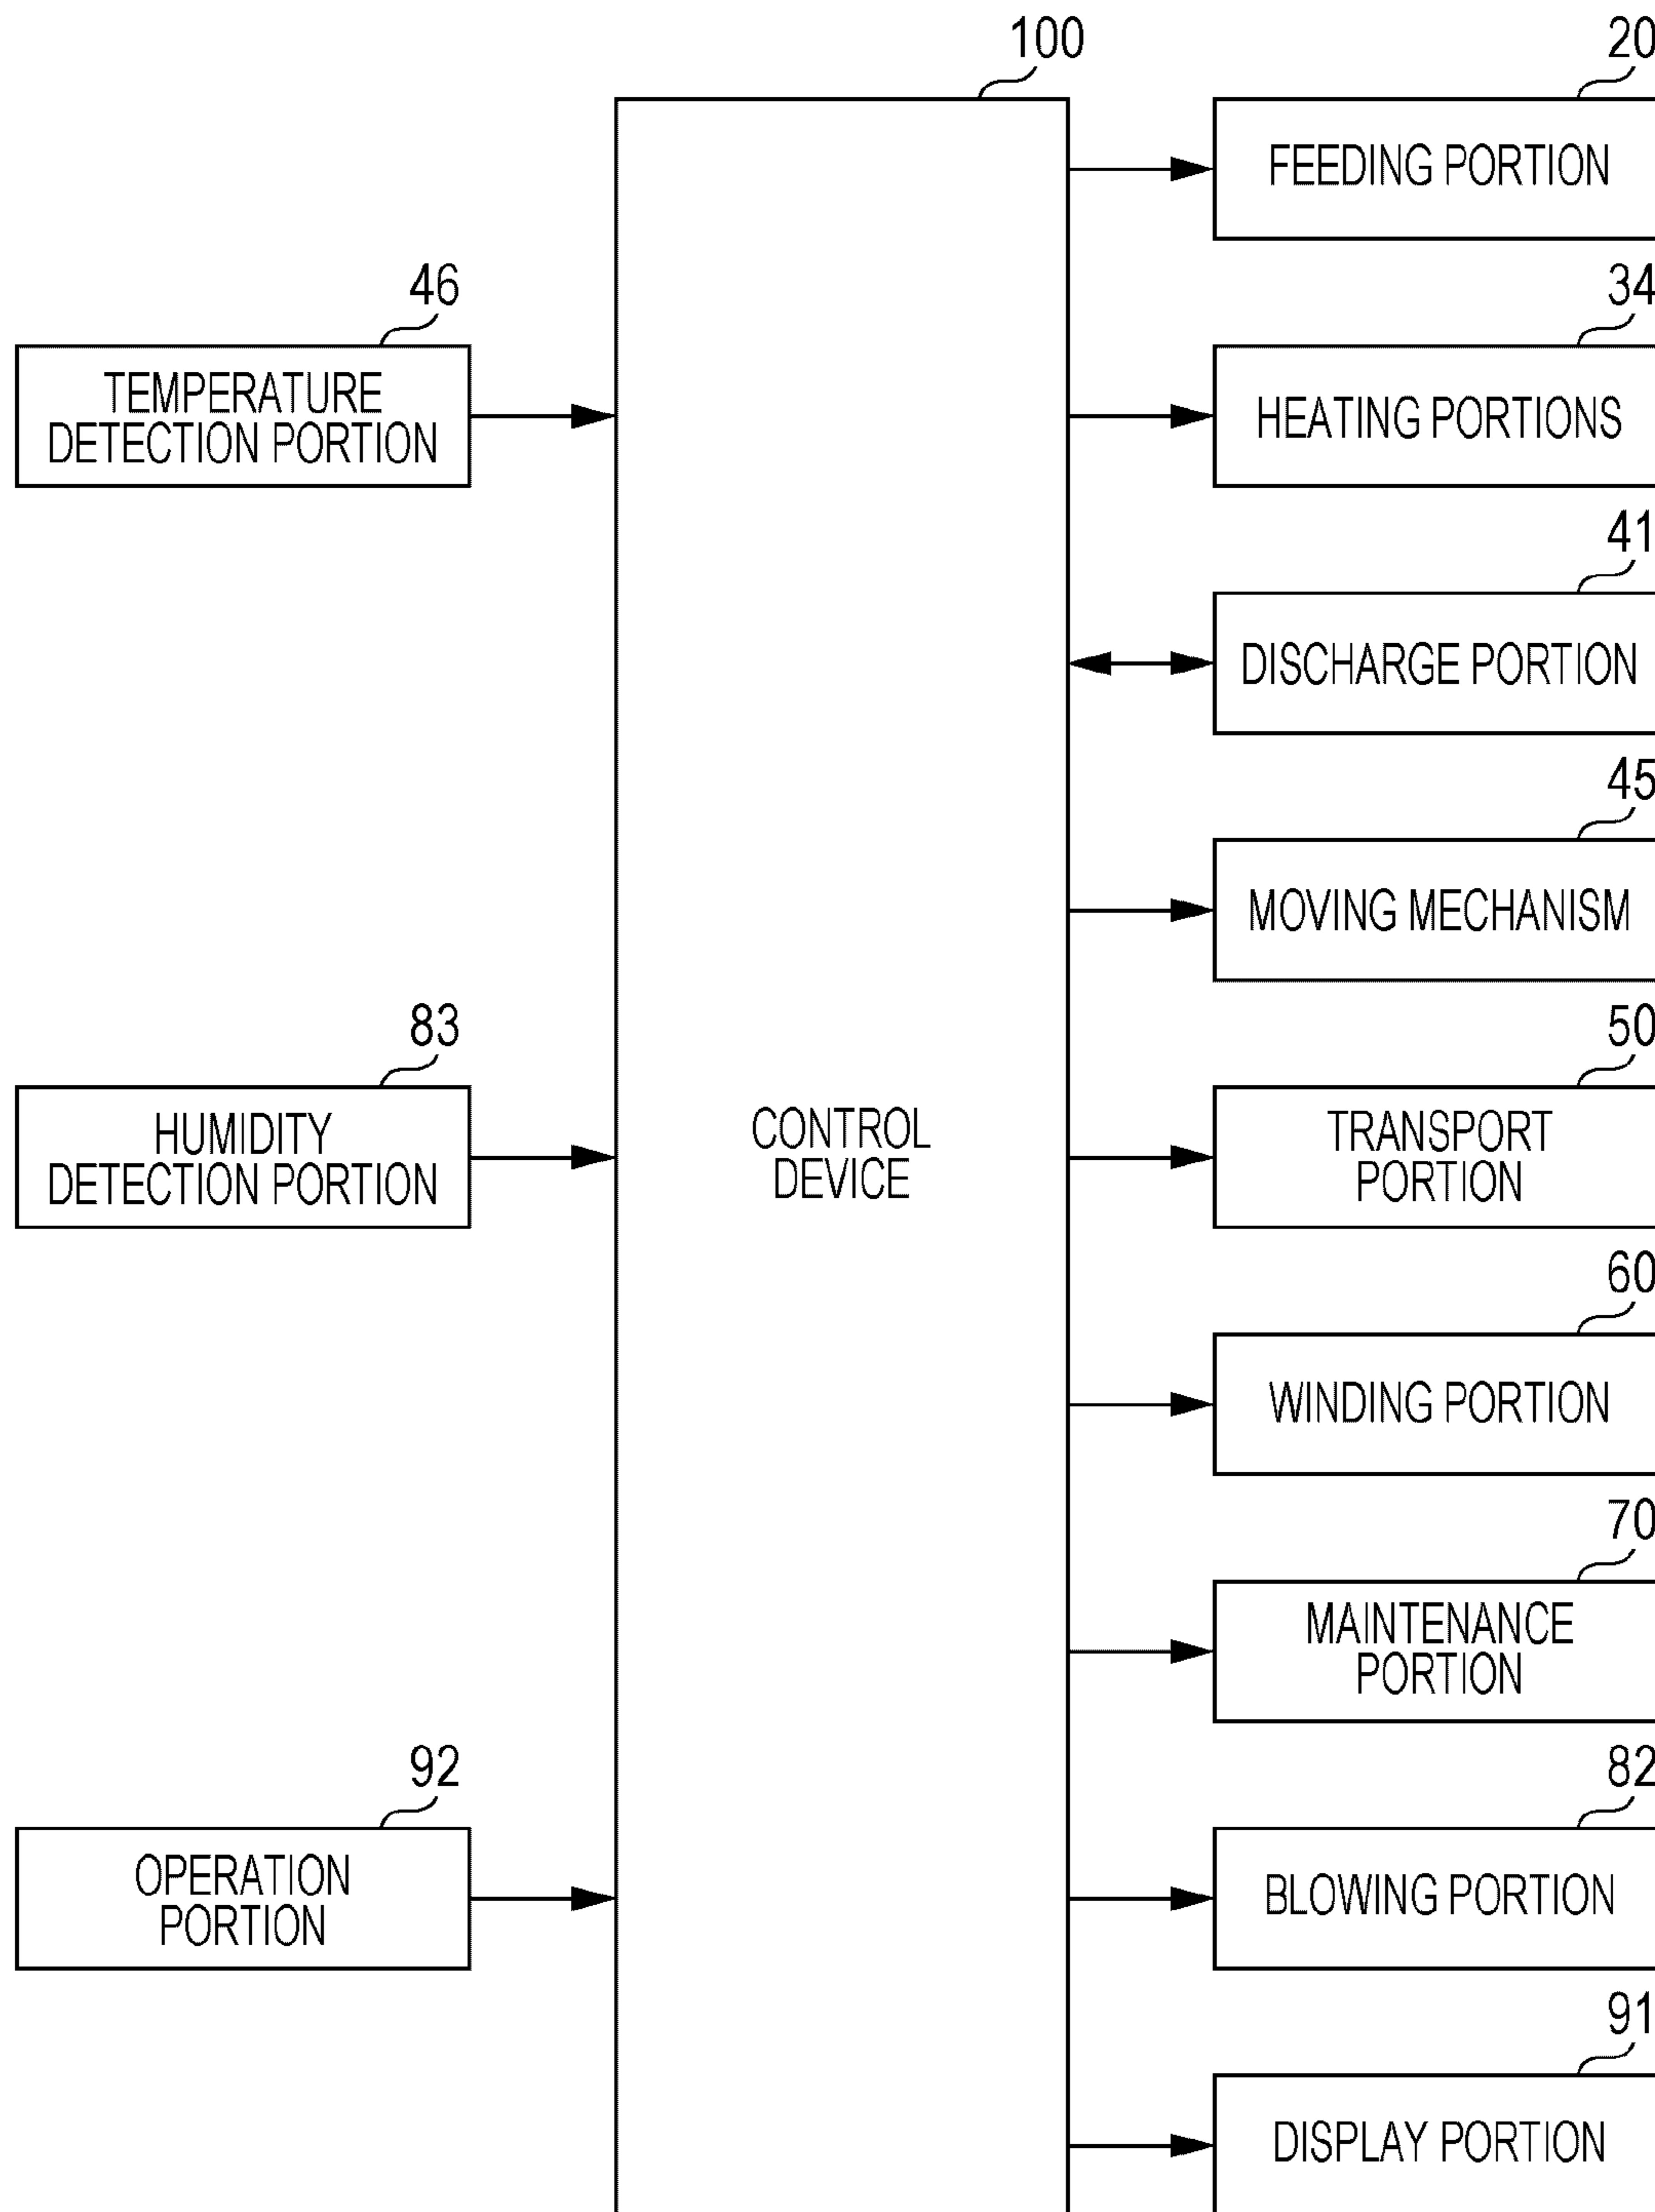 100
20
FEEDING PORTION
46
34
TEMPERATURE
DETECTION PORTION
HEATING PORTIONS
41
DISCHARGE PORTION
45
MOVING MECHANISM
83
50
HUMIDITY
DETECTION PORTION
CONTROL
DEVICE
TRANSPORT
PORTION
60
WINDING PORTION
70
MAINTENANCE
PORTION
92
82
OPERATION
PORTION
BLOWING PORTION
91
DISPLAY PORTION